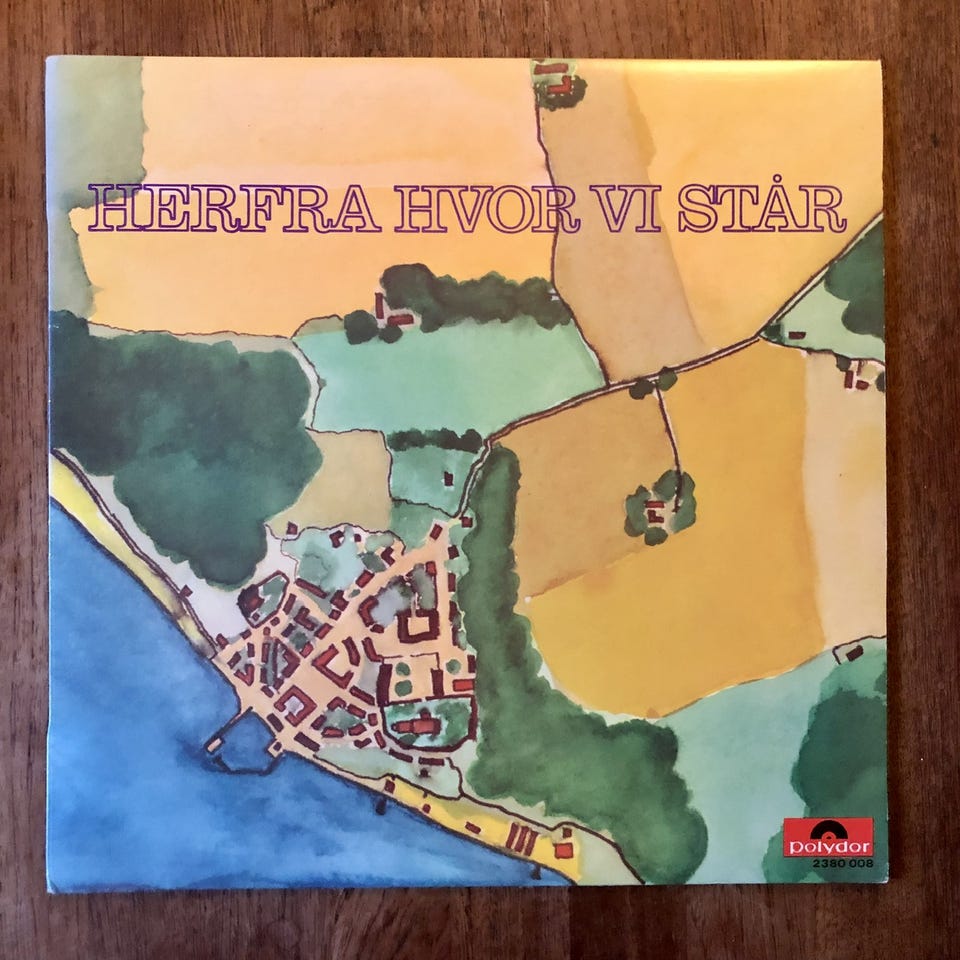 HERFRA HVOR VI STÅR
polydor
2380 008